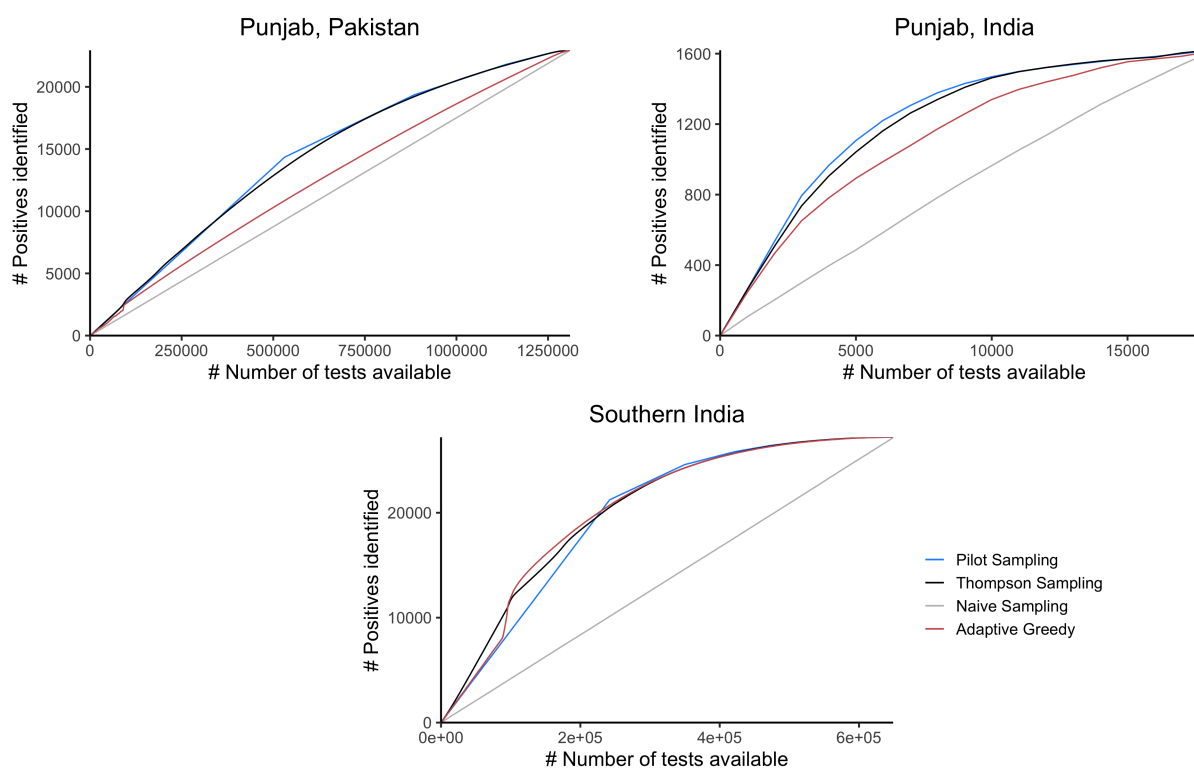 Punjab, Pakistan
# Positives identified
20000
15000
10000
5000
0
0 250000 500000 750000 1000000 1250000
# Number of tests available
Punjab, India
# Positives identified
1600
1200
800
400
0
0 5000 10000 15000
# Number of tests available
Southern India
# Positives identified
20000
10000
0
0e+00 2e+05 4e+05 6e+05
# Number of tests available
Pilot Sampling
Thompson Sampling
Naive Sampling
Adaptive Greedy